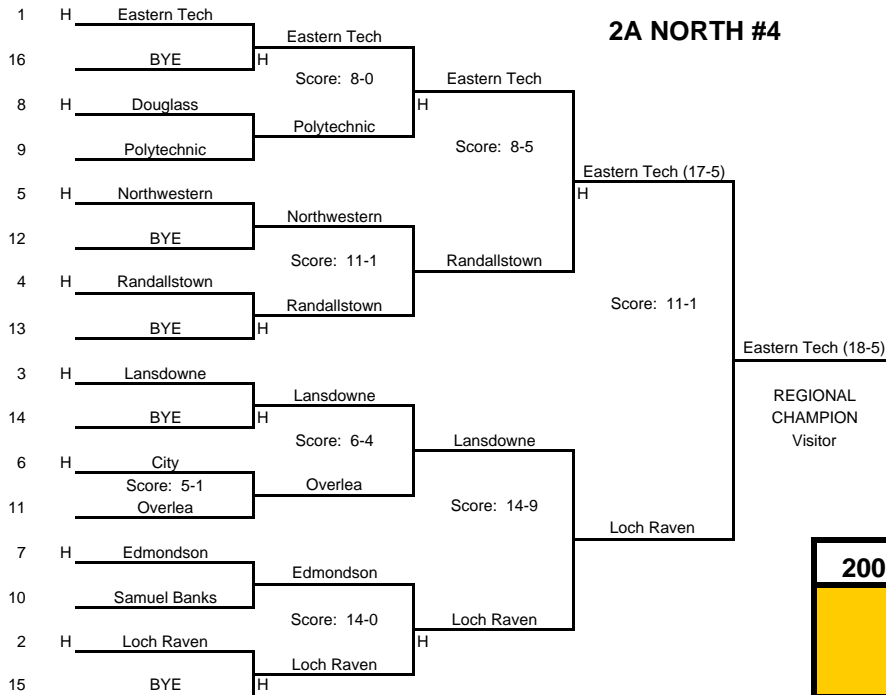 1 H Eastern Tech
2A NORTH #4
Eastern Tech
16 BYE H
Score: 8-0
Eastern Tech
8 H Douglass
H
Polytechnic
9 Polytechnic
Score: 8-5
Eastern Tech (17-5)
5 H Northwestern
H
Northwestern
12 BYE
Score: 11-1
Randallstown
4 H Randallstown
Randallstown
Score: 11-1
13 BYE H
Eastern Tech (18-5)
3 H Lansdowne
Lansdowne
REGIONAL
CHAMPION
Visitor
14 BYE H
Score: 6-4
Lansdowne
6 H City
Score: 5-1
Overlea
11 Overlea
Score: 14-9
Loch Raven
7 H Edmondson
200
Edmondson
10 Samuel Banks
Score: 14-0
Loch Raven
2 H Loch Raven
H
Loch Raven
15 BYE H